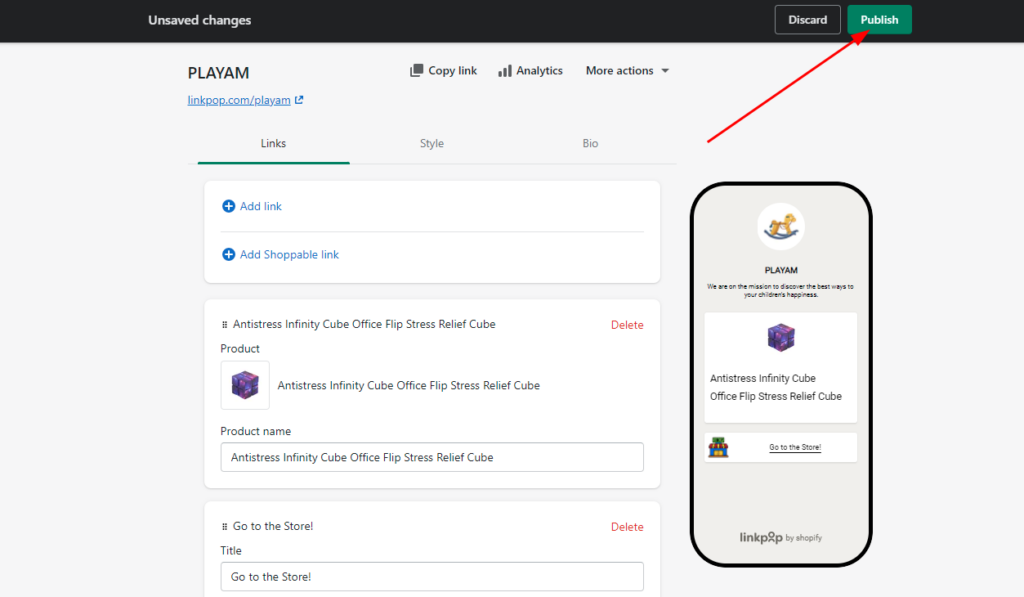 Unsaved changes
Discard
Publish
PLAYAM
Copy link
Analytics
More actions
linkpop.com/playam
Links
Style
Bio
Add link
Add Shoppable link
Antistress Infinity Cube Office Flip Stress Relief Cube
Delete
Product
Antistress Infinity Cube Office Flip Stress Relief Cube
Product name
Antistress Infinity Cube Office Flip Stress Relief Cube
Go to the Store!
Delete
Title
Go to the Store!
PLAYAM
We are on the mission to discover the best ways to
your children's happiness.
Antistress Infinity Cube
Office Flip Stress Relief Cube
Go to the Store!
linkpop by shopify